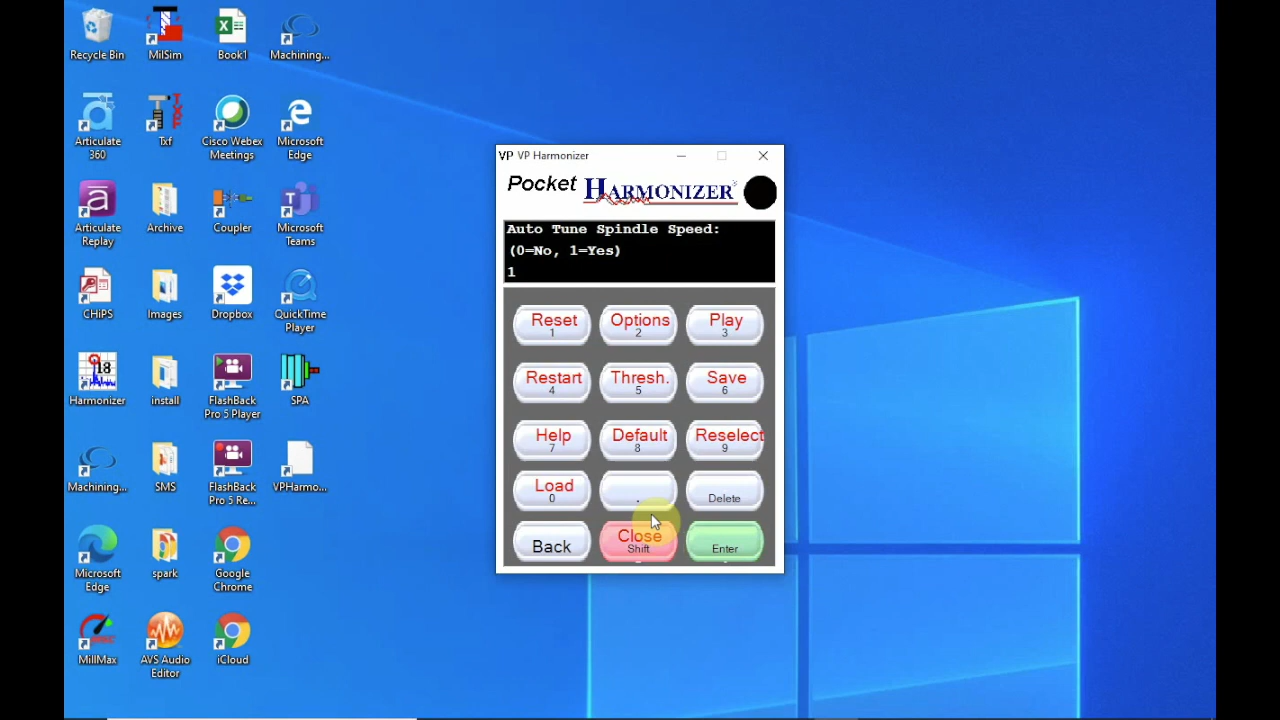 Recycle Bin
MilSim
Book1
Machining...
Articulate
360
Txf
Cisco Webex
Meetings
Microsoft
Edge
Articulate
Replay
Archive
Coupler
Microsoft
Teams
CHiPS
Images
Dropbox
QuickTime
Player
18
Harmonizer
install
FlashBack
Pro 5 Player
SPA
Machining...
SMS
FlashBack
Pro 5 Re...
VPHarmo...
Microsoft
Edge
spark
Google
Chrome
MillMax
AVS Audio
Editor
iCloud
VP VP Harmonizer
Pocket HARMONIZER®
Auto Tune Spindle Speed:
(0=No, 1=Yes)
1
Reset Options Play
1 2 3
Restart Thresh. Save
4 5 6
Help Default Reselect
7 8 9
Load
0 . Delete
Close
Back Shift Enter